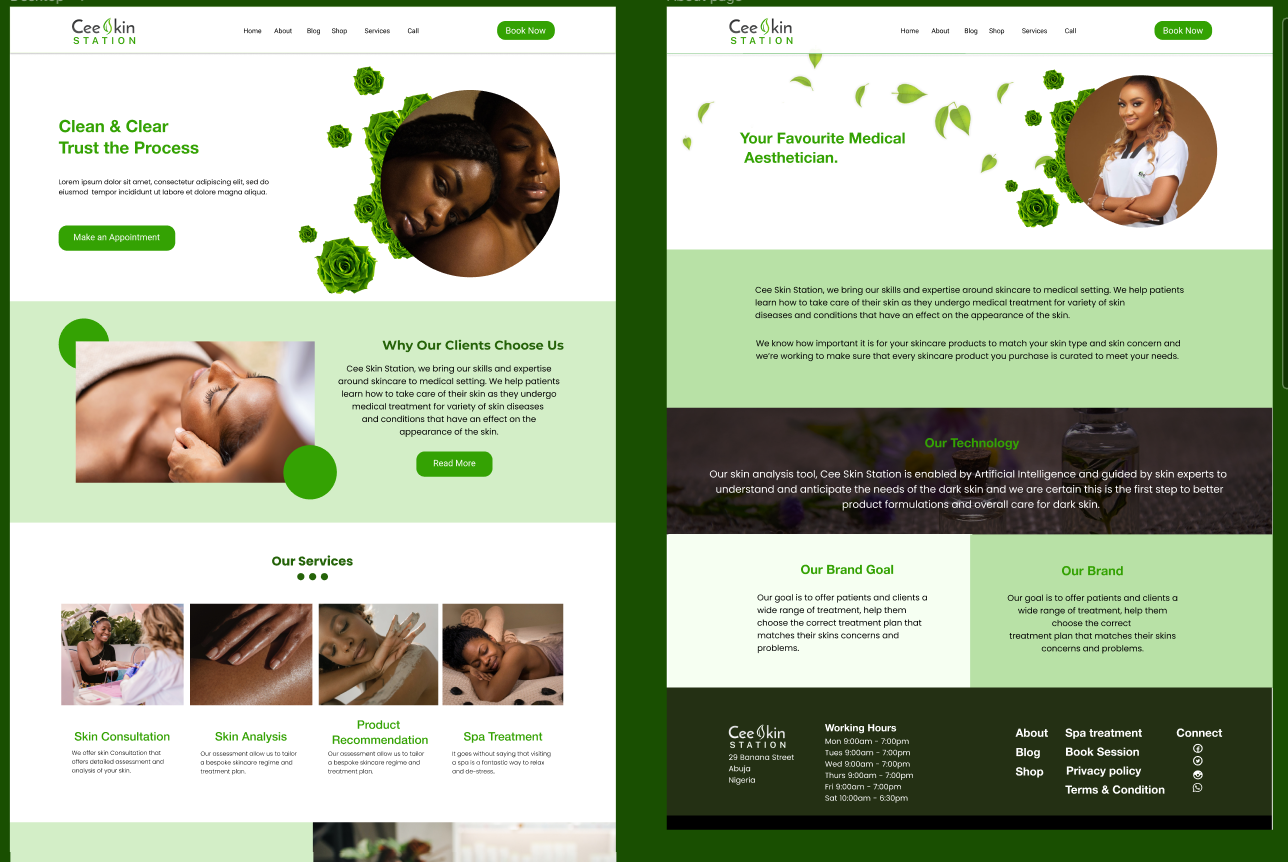 Cee Skin
STATION
Home About Blog Shop Services Call
Book Now
Clean & Clear
Trust the Process
Lorem ipsum dolor sit amet, consectetur adipiscing elit, sed do
eiusmod tempor incididunt ut labore et dolore magna aliqua.
Make an Appointment
Why Our Clients Choose Us
Cee Skin Station, we bring our skills and expertise
around skincare to medical setting. We help patients
learn how to take care of their skin as they undergo
medical treatment for variety of skin diseases
and conditions that have an effect on the
appearance of the skin.
Read More
Our Services
Skin Consultation
We offer skin Consultation that
offers detailed assessment and
analysis of your skin.
Skin Analysis
Our assessment allow us to tailor
a bespoke skincare regime and
treatment plan.
Product
Recommendation
Our assessment allow us to tailor
a bespoke skincare regime and
treatment plan.
Spa Treatment
It goes without saying that visiting
a spa is a fantastic way to relax
and de-stress.
About page
Cee Skin
STATION
Home About Blog Shop Services Call
Book Now
Your Favourite Medical
Aesthetician.
Cee Skin Station, we bring our skills and expertise around skincare to medical setting. We help patients
learn how to take care of their skin as they undergo medical treatment for variety of skin
diseases and conditions that have an effect on the appearance of the skin.
We know how important it is for your skincare products to match your skin type and skin concern and
we're working to make sure that every skincare product you purchase is curated to meet your needs.
Our Technology
Our skin analysis tool, Cee Skin Station is enabled by Artificial Intelligence and guided by skin experts to
understand and anticipate the needs of the dark skin and we are certain this is the first step to better
product formulations and overall care for dark skin.
Our Brand Goal
Our goal is to offer patients and clients a
wide range of treatment, help them
choose the correct treatment plan that
matches their skins concerns and
problems.
Our Brand
Our goal is to offer patients and clients a
wide range of treatment, help them
choose the correct
treatment plan that matches their skins
concerns and problems.
Cee Skin
STATION
29 Banana Street
Abuja
Nigeria
Working Hours
Mon 9:00am - 7:00pm
Tues 9:00am - 7:00pm
Wed 9:00am - 7:00pm
Thurs 9:00am - 7:00pm
Fri 9:00am - 7:00pm
Sat 10:00am - 6:30pm
About
Blog
Shop
Spa treatment
Book Session
Privacy policy
Terms & Condition
Connect